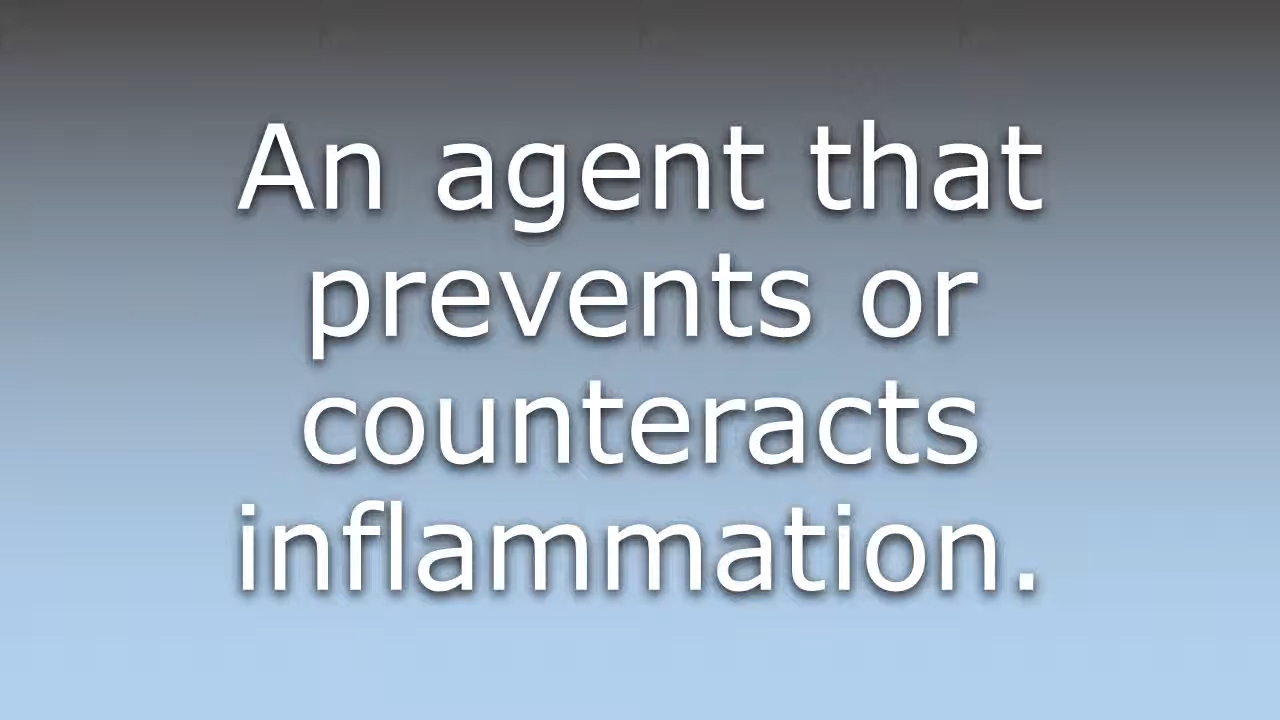 An agent that
prevents or
counteracts
inflammation.